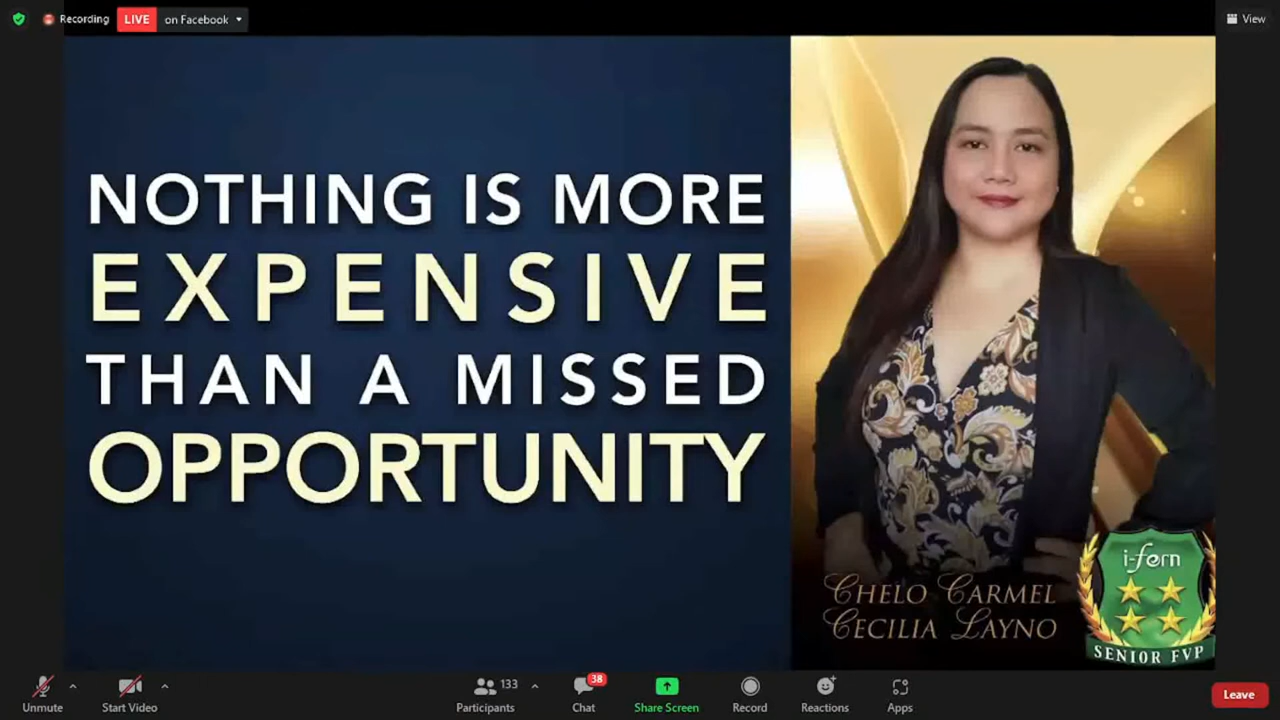 Recording
LIVE on Facebook
View
NOTHING IS MORE
EXPENSIVE
THAN A MISSED
OPPORTUNITY
CHELO CARMEL
CECILIA LAYNO
i-fern
SENIOR FVP
Unmute
Start Video
133
Participants
38
Chat
Share Screen
Record
Reactions
Apps
Leave